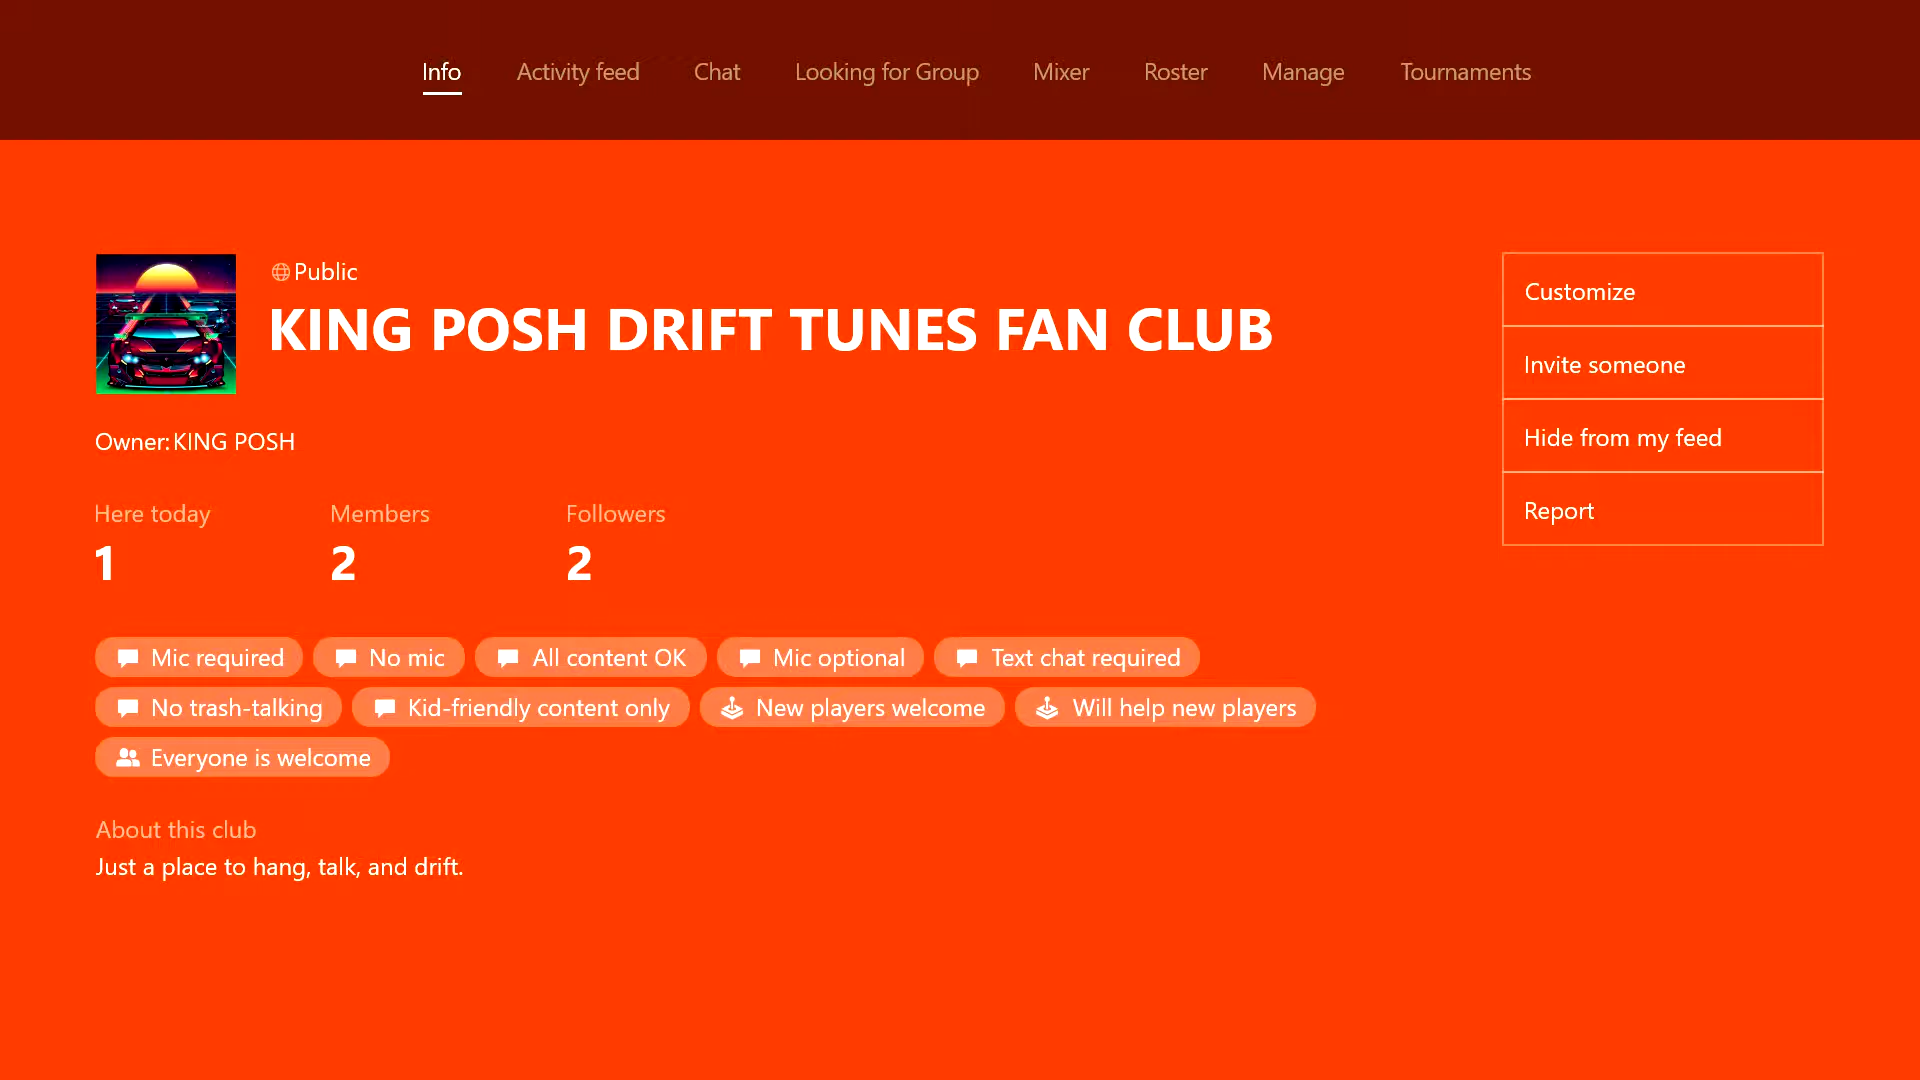 Info Activity feed Chat Looking for Group Mixer Roster Manage Tournaments
Public
KING POSH DRIFT TUNES FAN CLUB
Owner: KING POSH
Here today Members Followers
1 2 2
Mic required No mic All content OK Mic optional Text chat required
No trash-talking Kid-friendly content only New players welcome Will help new players
Everyone is welcome
About this club
Just a place to hang, talk, and drift.
Customize
Invite someone
Hide from my feed
Report